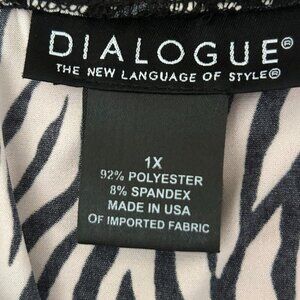 DIALOGUE®
THE NEW LANGUAGE OF STYLE®
1X
92% POLYESTER
8% SPANDEX
MADE IN USA
OF IMPORTED FABRIC